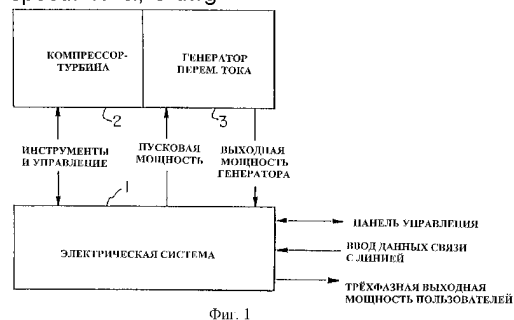 КОМПРЕССОР-
ТУРБИНА
ГЕНЕРАТОР
ПЕРЕМ. ТОКА
2
3
ИНСТРУМЕНТЫ
И УПРАВЛЕНИЕ
ПУСКОВАЯ
МОЩНОСТЬ
ВЫХОДНАЯ
МОЩНОСТЬ
ГЕНЕРАТОРА
1
ЭЛЕКТРИЧЕСКАЯ СИСТЕМА
ПАНЕЛЬ УПРАВЛЕНИЯ
ВВОД ДАННЫХ СВЯЗИ
С ЛИНИЕЙ
ТРЁХФАЗНАЯ ВЫХОДНАЯ
МОЩНОСТЬ ПОЛЬЗОВАТЕЛЕЙ
Фиг. 1